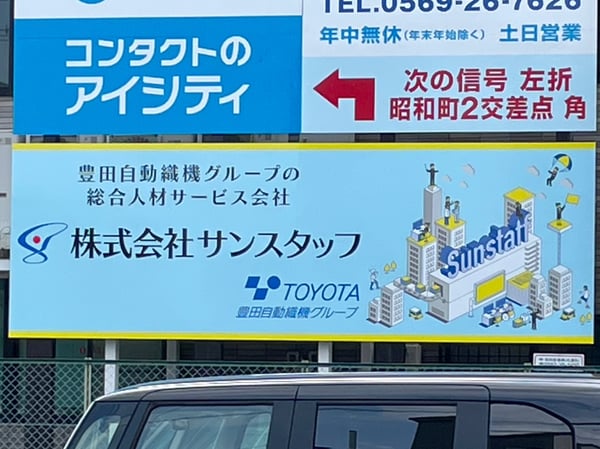 TEL.0569-26-7626
年中無休(年末年始除く) 土日営業
コンタクトの
アイシティ
次の信号 左折
昭和町2交差点 角
豊田自動織機グループの
総合人材サービス会社
株式会社サンスタッフ
TOYOTA
豊田自動織機グループ
Sunstaff